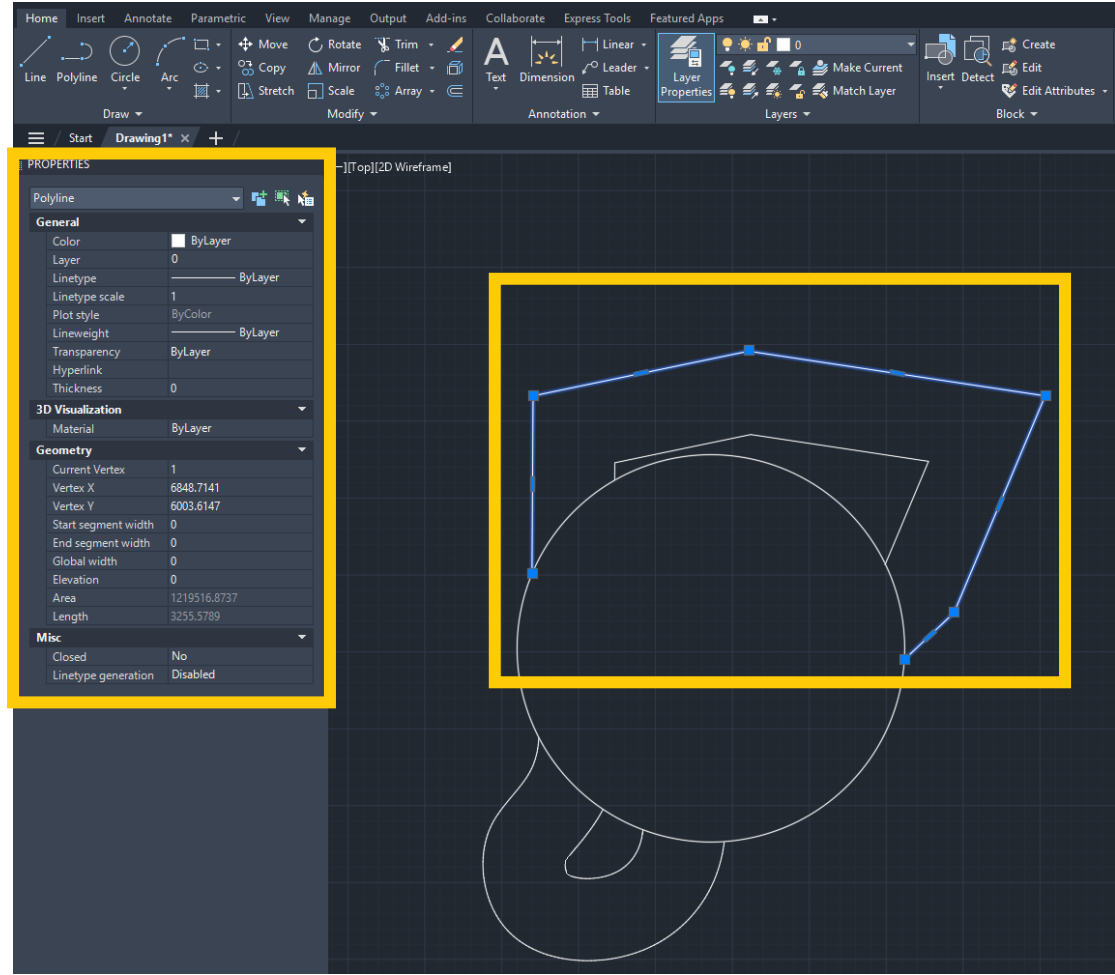 Home Insert Annotate Parametric View Manage Output Add-ins Collaborate Express Tools Featured Apps
Line Polyline Circle Arc
Move Rotate Trim
Copy Mirror Fillet
Stretch Scale Array
Text Dimension
Linear
Leader
Table
Layer Properties
0
Make Current
Match Layer
Insert Detect
Create
Edit
Edit Attributes
Draw Modify Annotation Layers Block
Start Drawing1*
PROPERTIES
−][Top][2D Wireframe]
Polyline
General
Color ByLayer
Layer 0
Linetype ByLayer
Linetype scale 1
Plot style ByColor
Lineweight ByLayer
Transparency ByLayer
Hyperlink
Thickness 0
3D Visualization
Material ByLayer
Geometry
Current Vertex 1
Vertex X 6848.7141
Vertex Y 6003.6147
Start segment width 0
End segment width 0
Global width 0
Elevation 0
Area 1219516.8737
Length 3255.5789
Misc
Closed No
Linetype generation Disabled